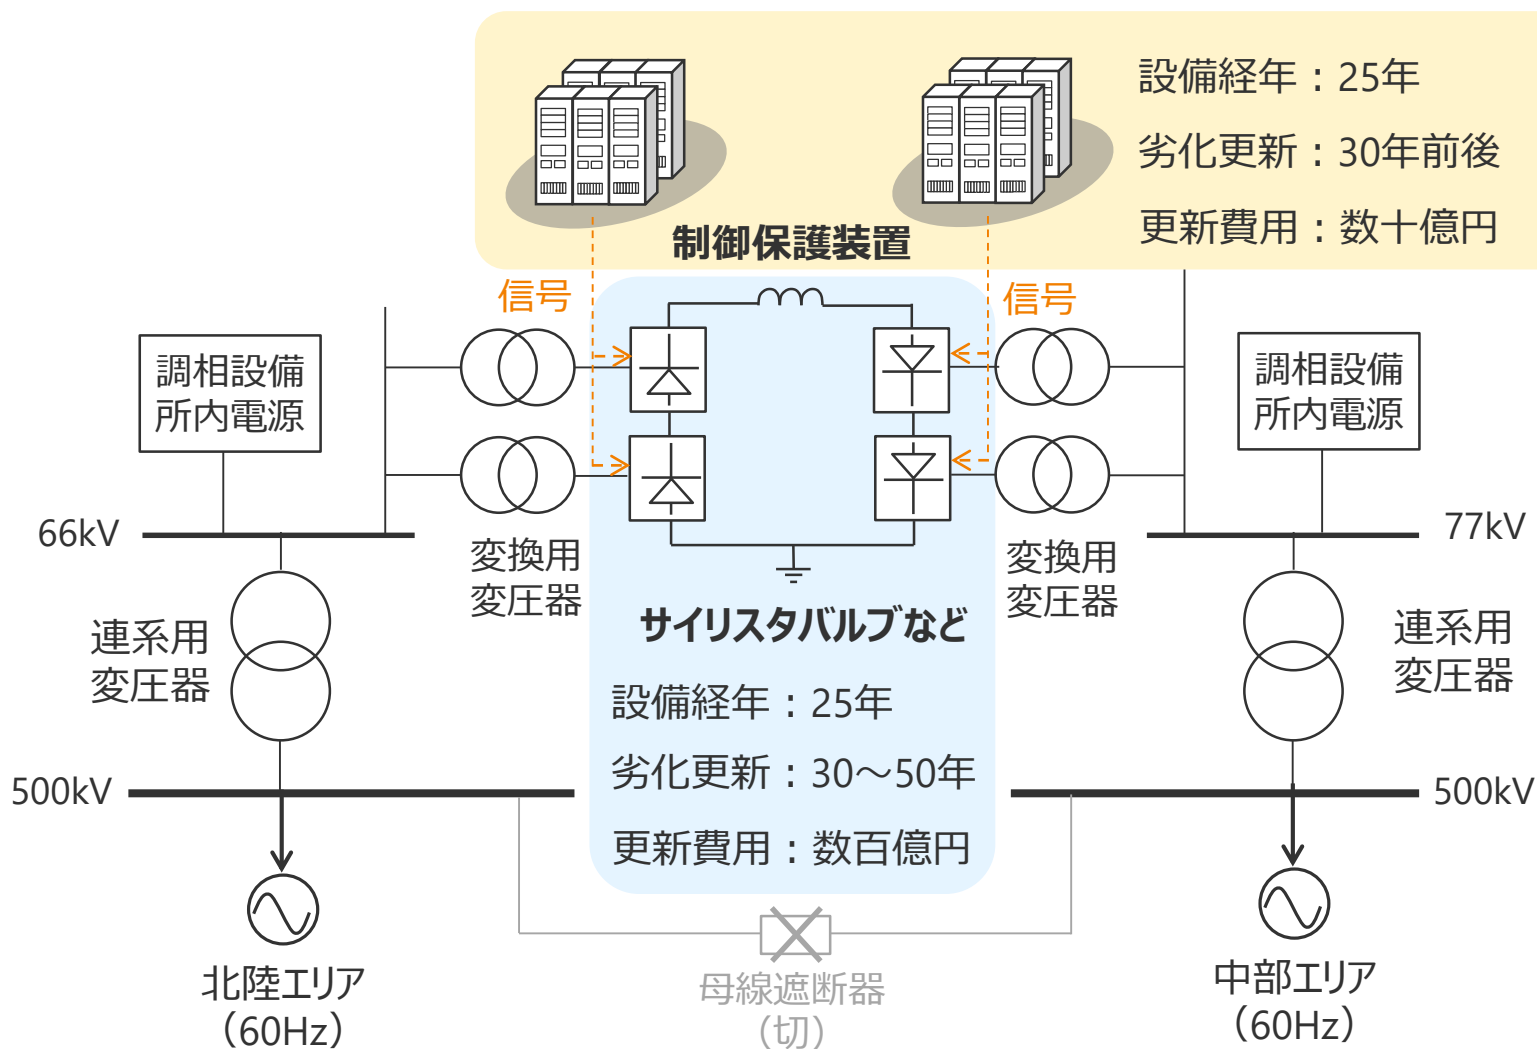 設備経年：25年
劣化更新：30年前後
更新費用：数十億円
制御保護装置
信号
信号
調相設備
所内電源
調相設備
所内電源
66kV
77kV
変換用
変圧器
変換用
変圧器
サイリスタバルブなど
連系用
変圧器
連系用
変圧器
設備経年：25年
劣化更新：30～50年
更新費用：数百億円
500kV
500kV
北陸エリア
（60Hz）
母線遮断器
（切）
中部エリア
（60Hz）